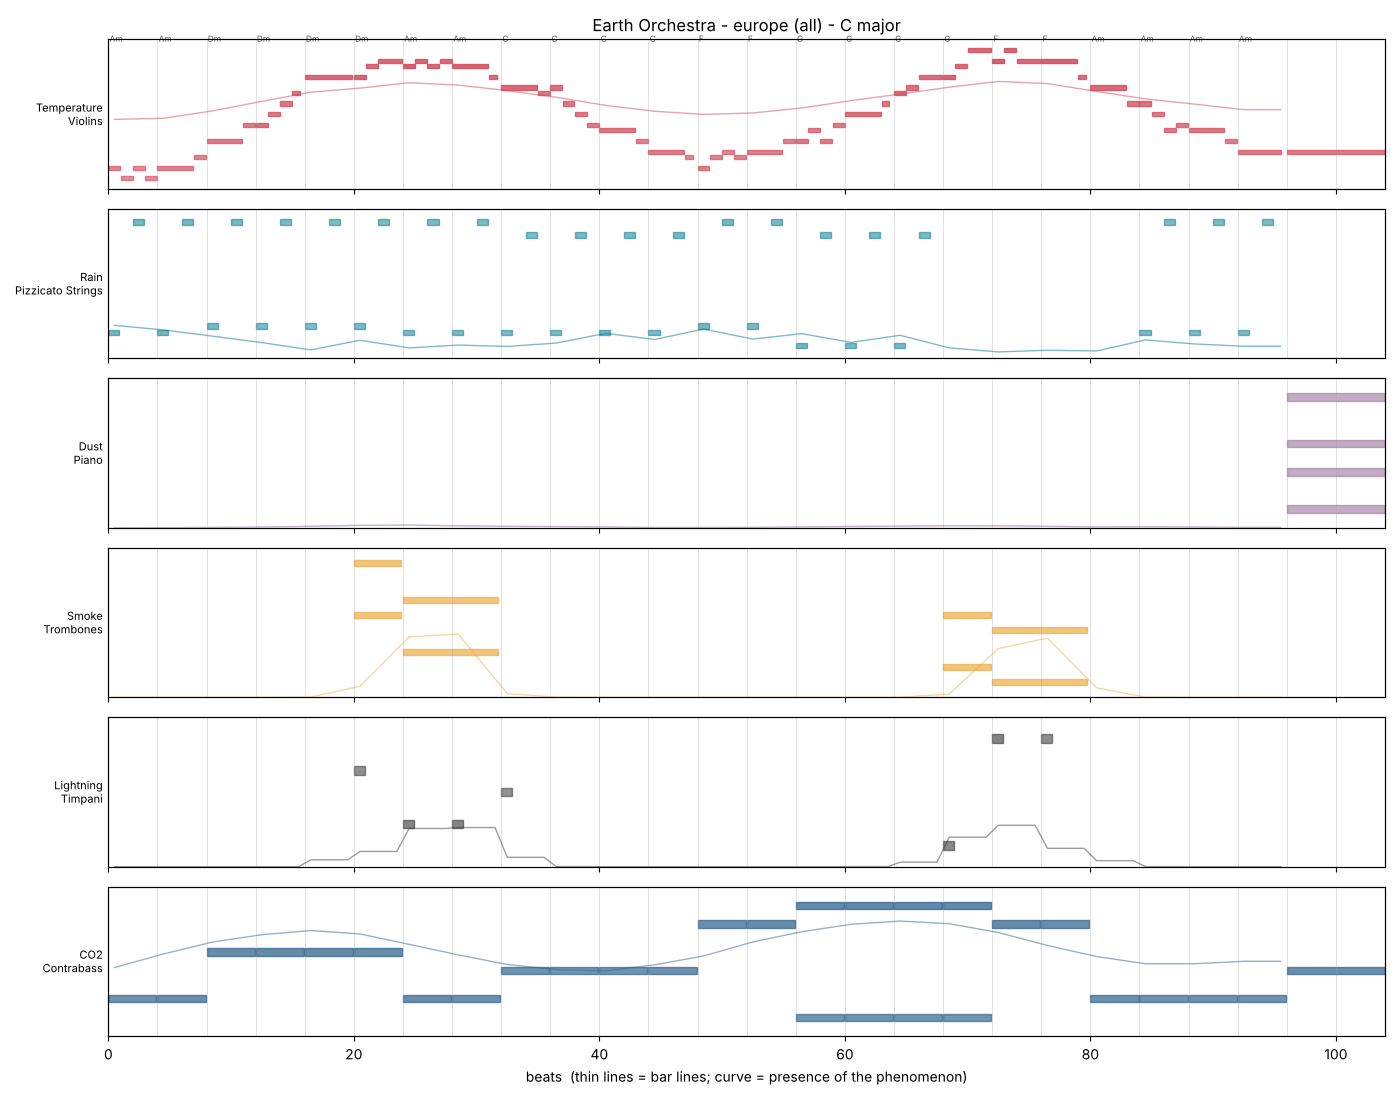 Earth Orchestra - europe (all) - C major
Am Am Dm Dm Dm Dm Am Am C C C C F F G G G G F F Am Am Am Am
Temperature
Violins
Rain
Pizzicato Strings
Dust
Piano
Smoke
Trombones
Lightning
Timpani
CO2
Contrabass
0 20 40 60 80 100
beats (thin lines = bar lines; curve = presence of the phenomenon)